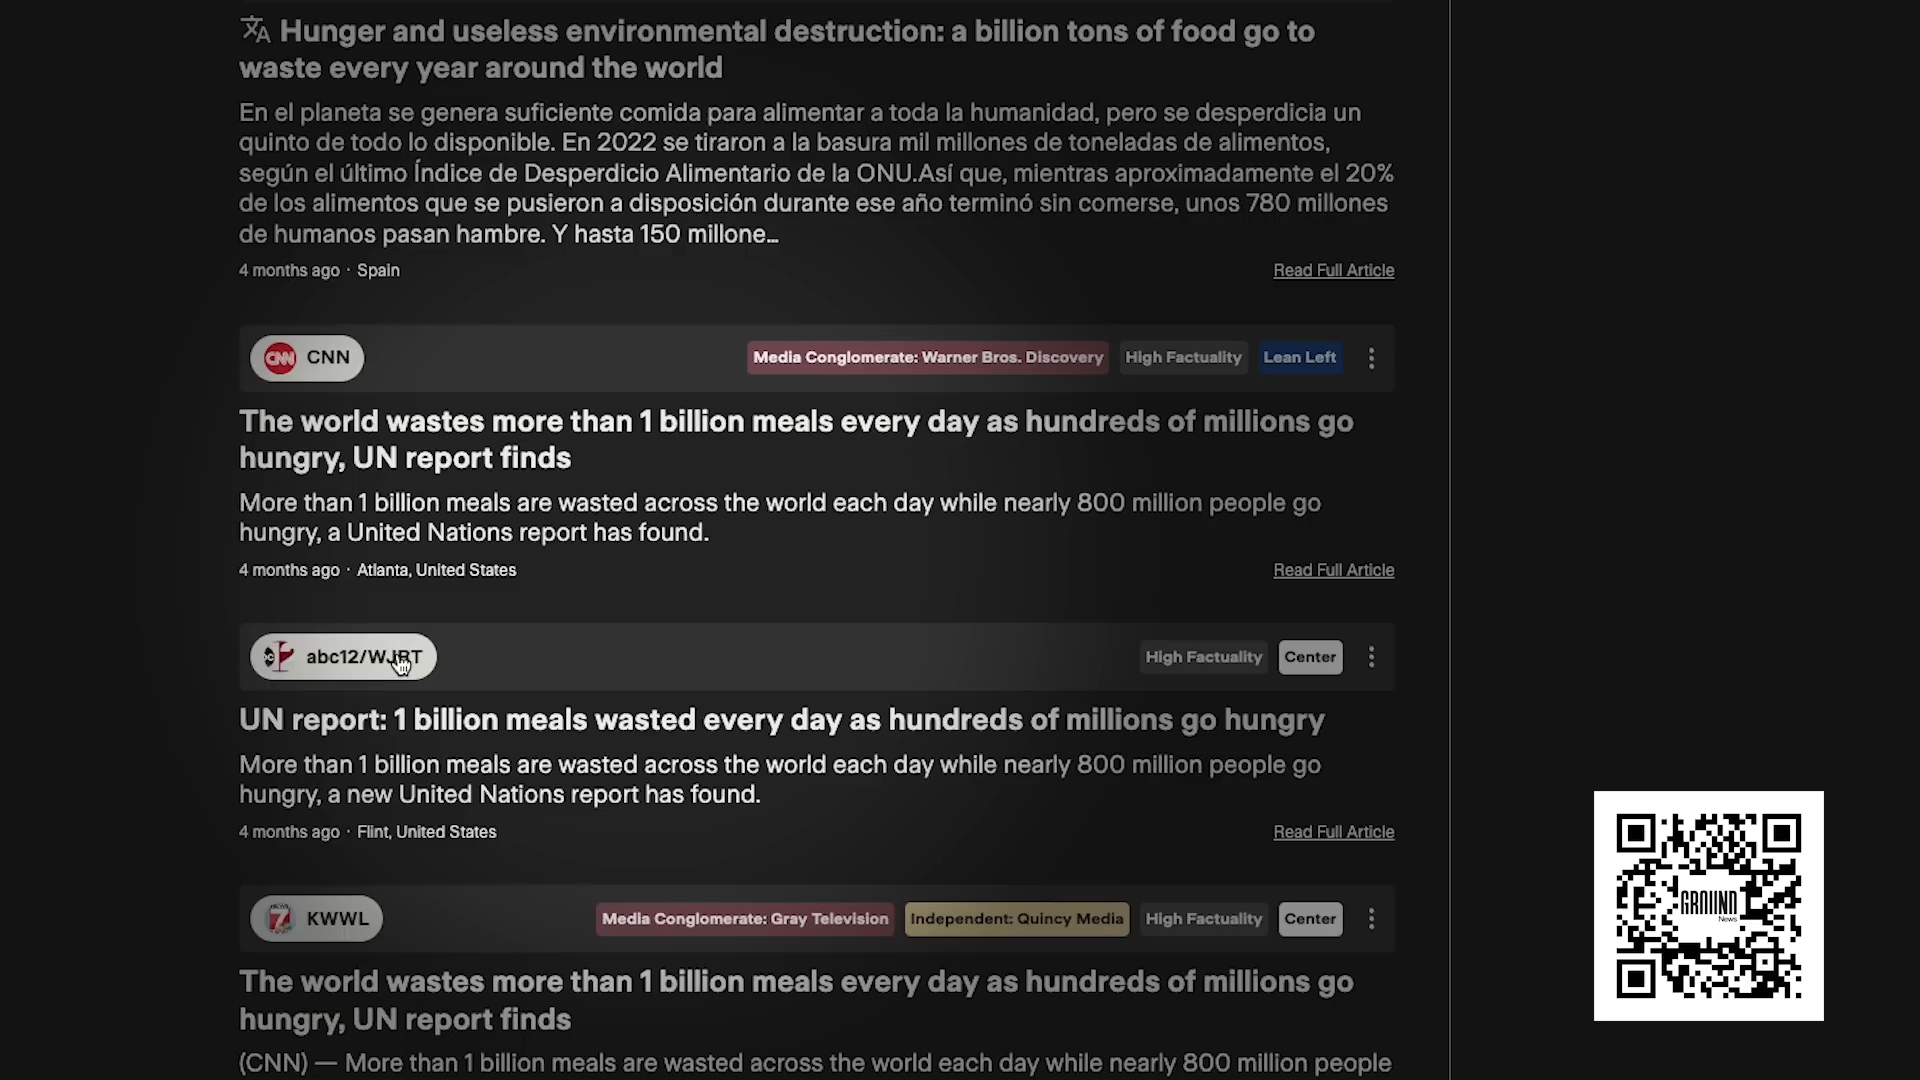 Hunger and useless environmental destruction: a billion tons of food go to
waste every year around the world
En el planeta se genera suficiente comida para alimentar a toda la humanidad, pero se desperdicia un
quinto de todo lo disponible. En 2022 se tiraron a la basura mil millones de toneladas de alimentos,
según el último Índice de Desperdicio Alimentario de la ONU.Así que, mientras aproximadamente el 20%
de los alimentos que se pusieron a disposición durante ese año terminó sin comerse, unos 780 millones
de humanos pasan hambre. Y hasta 150 millone...
4 months ago · Spain Read Full Article
CNN CNN Media Conglomerate: Warner Bros. Discovery High Factuality Lean Left
The world wastes more than 1 billion meals every day as hundreds of millions go
hungry, UN report finds
More than 1 billion meals are wasted across the world each day while nearly 800 million people go
hungry, a United Nations report has found.
4 months ago · Atlanta, United States Read Full Article
abc12/WJRT High Factuality Center
UN report: 1 billion meals wasted every day as hundreds of millions go hungry
More than 1 billion meals are wasted across the world each day while nearly 800 million people go
hungry, a new United Nations report has found.
4 months ago · Flint, United States Read Full Article
7 KWWL Media Conglomerate: Gray Television Independent: Quincy Media High Factuality Center
The world wastes more than 1 billion meals every day as hundreds of millions go
hungry, UN report finds
(CNN) — More than 1 billion meals are wasted across the world each day while nearly 800 million people
GROUND
News